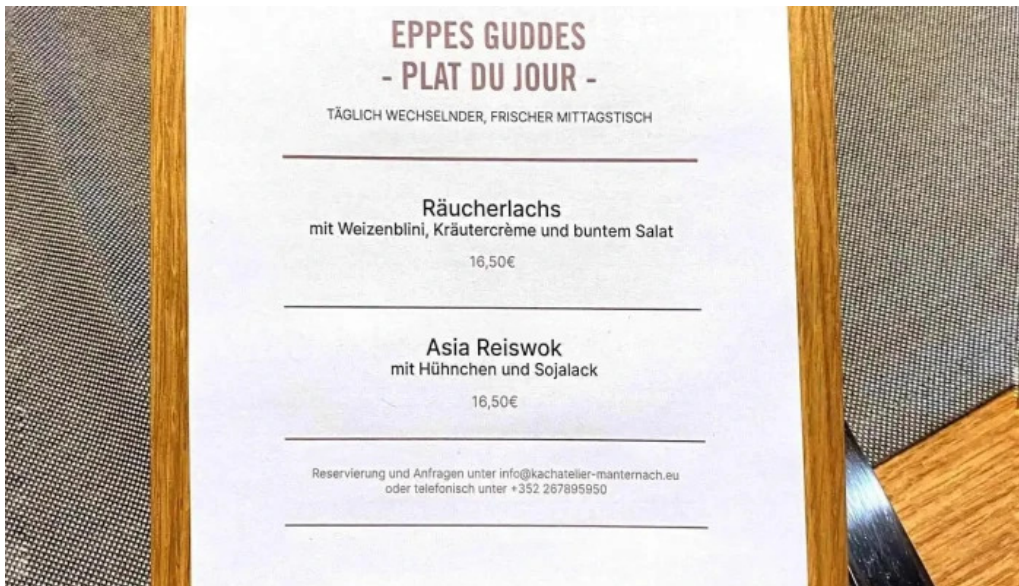 EPPES GUDDES
- PLAT DU JOUR -
TÄGLICH WECHSELNDER, FRISCHER MITTAGSTISCH
Räucherlachs
mit Weizenblini, Kräutercrème und buntem Salat
16,50€
Asia Reiswok
mit Hühnchen und Sojalack
16,50€
Reservierung und Anfragen unter info@kachatelier-manternach.eu
oder telefonisch unter +352 267895950